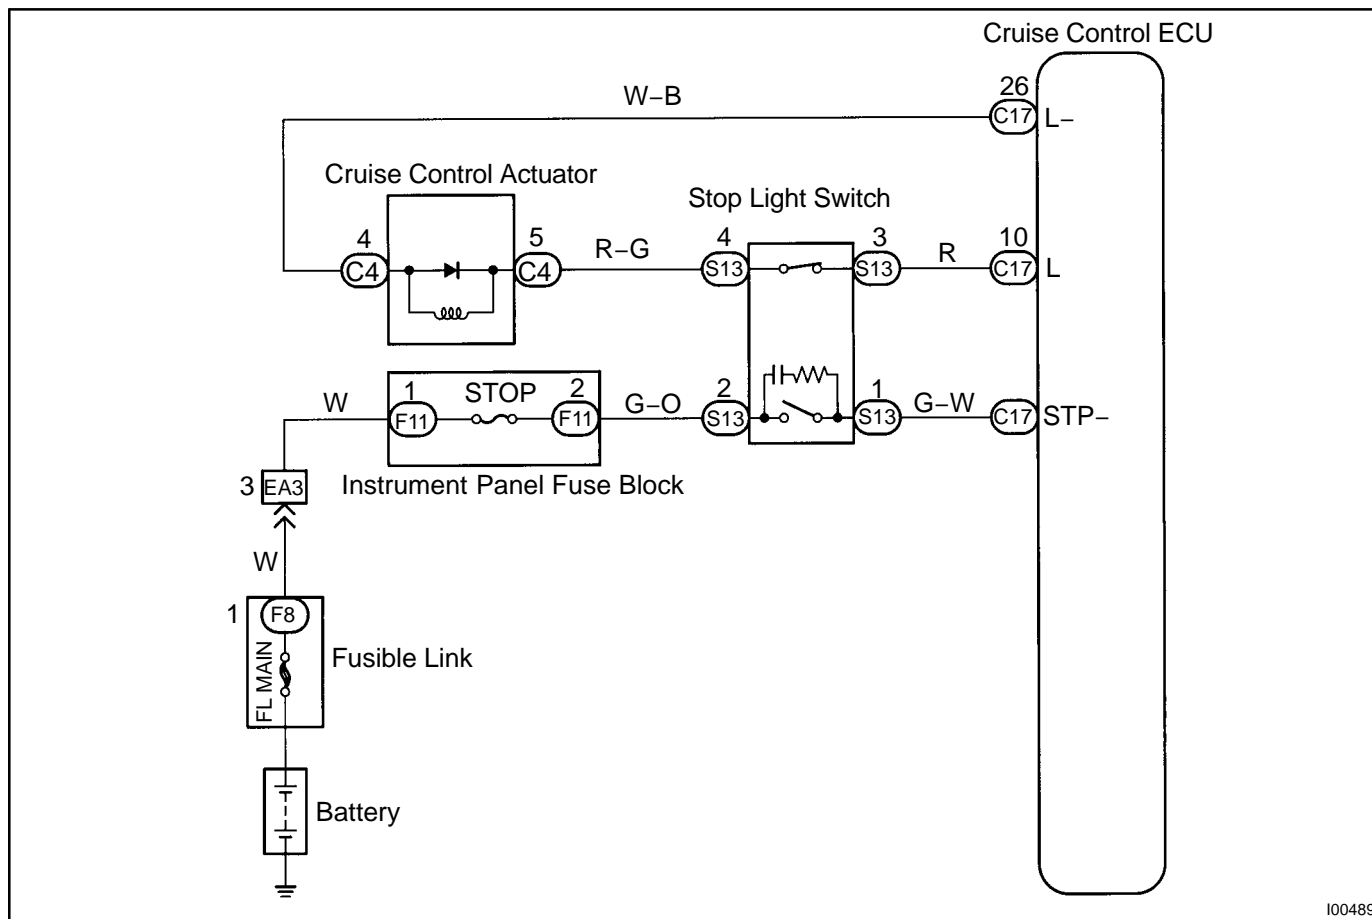 Cruise Control ECU
26
W–B
C17 L–
Cruise Control Actuator
Stop Light Switch
4 5 4 3 10
R–G R
C4 C4 S13 S13 C17 L
1 STOP 2 2 1
W G–O G–W
F11 F11 S13 S13 C17 STP–
3 EA3 Instrument Panel Fuse Block
W
1 F8
FL MAIN
Fusible Link
Battery
I00489